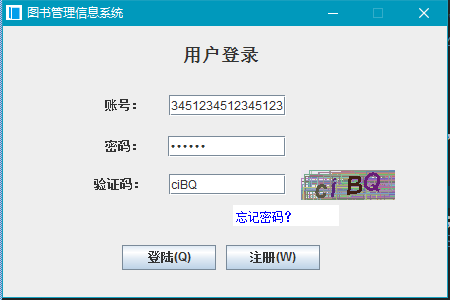 图书管理信息系统
用户登录
账号： 3451234512345123
密码： ••••••
验证码： ciBQ ciBQ
忘记密码？
登陆(Q) 注册(W)